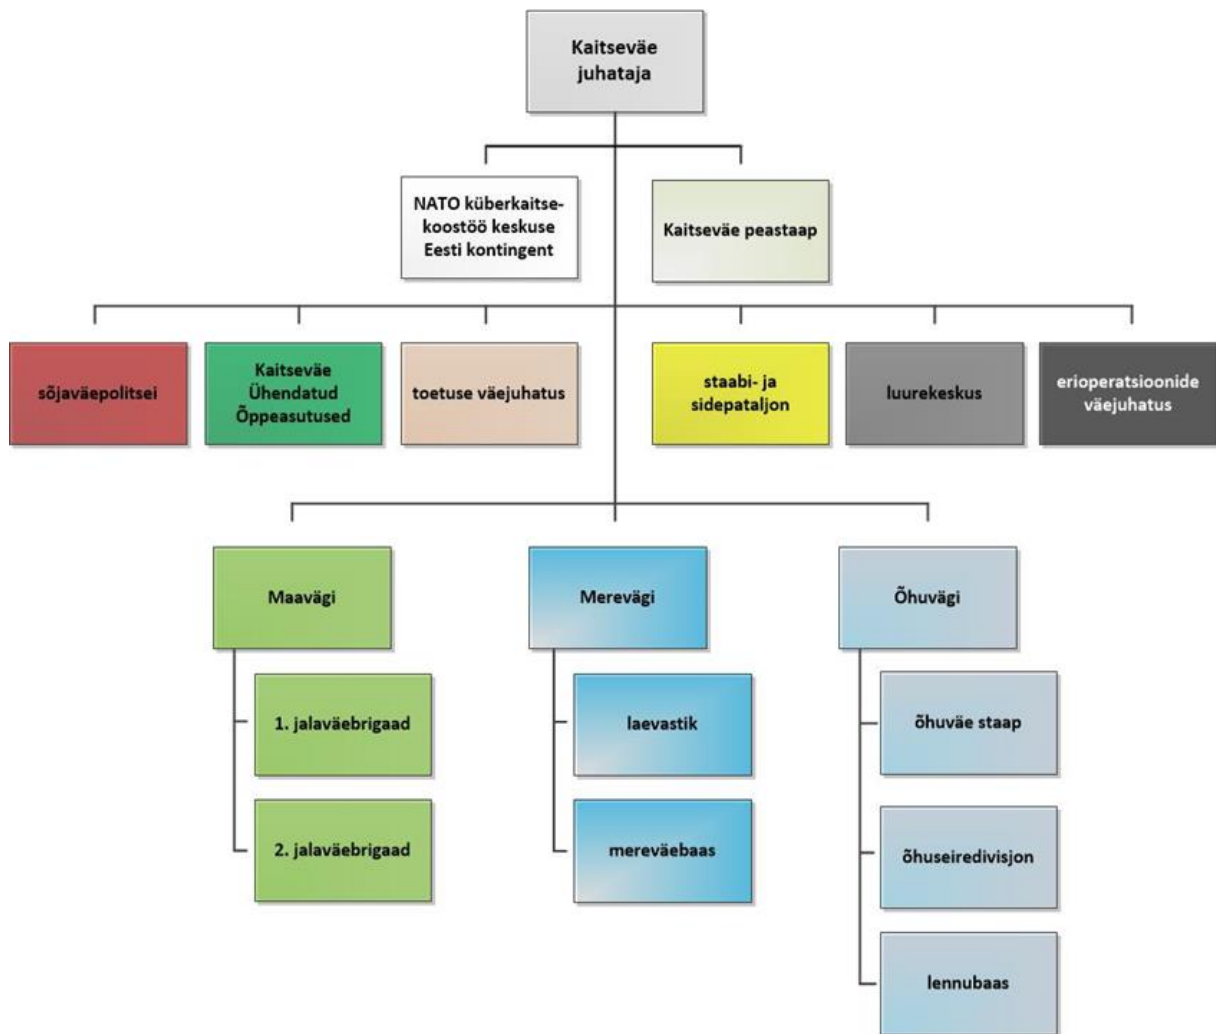 Kaitseväe
juhataja
NATO küberkaitse-
koostöö keskuse
Eesti kontingent
Kaitseväe peastaap
sõjaväepolitsei
Kaitseväe
Ühendatud
Õppeasutused
toetuse väejuhatus
staabi- ja
sidepataljon
luurekeskus
erioperatsioonide
väejuhatus
Maavägi
Merevägi
Õhuvägi
1. jalaväebrigaad
laevastik
õhuväe staap
2. jalaväebrigaad
mereväebaas
õhuseiredivisjon
lennubaas